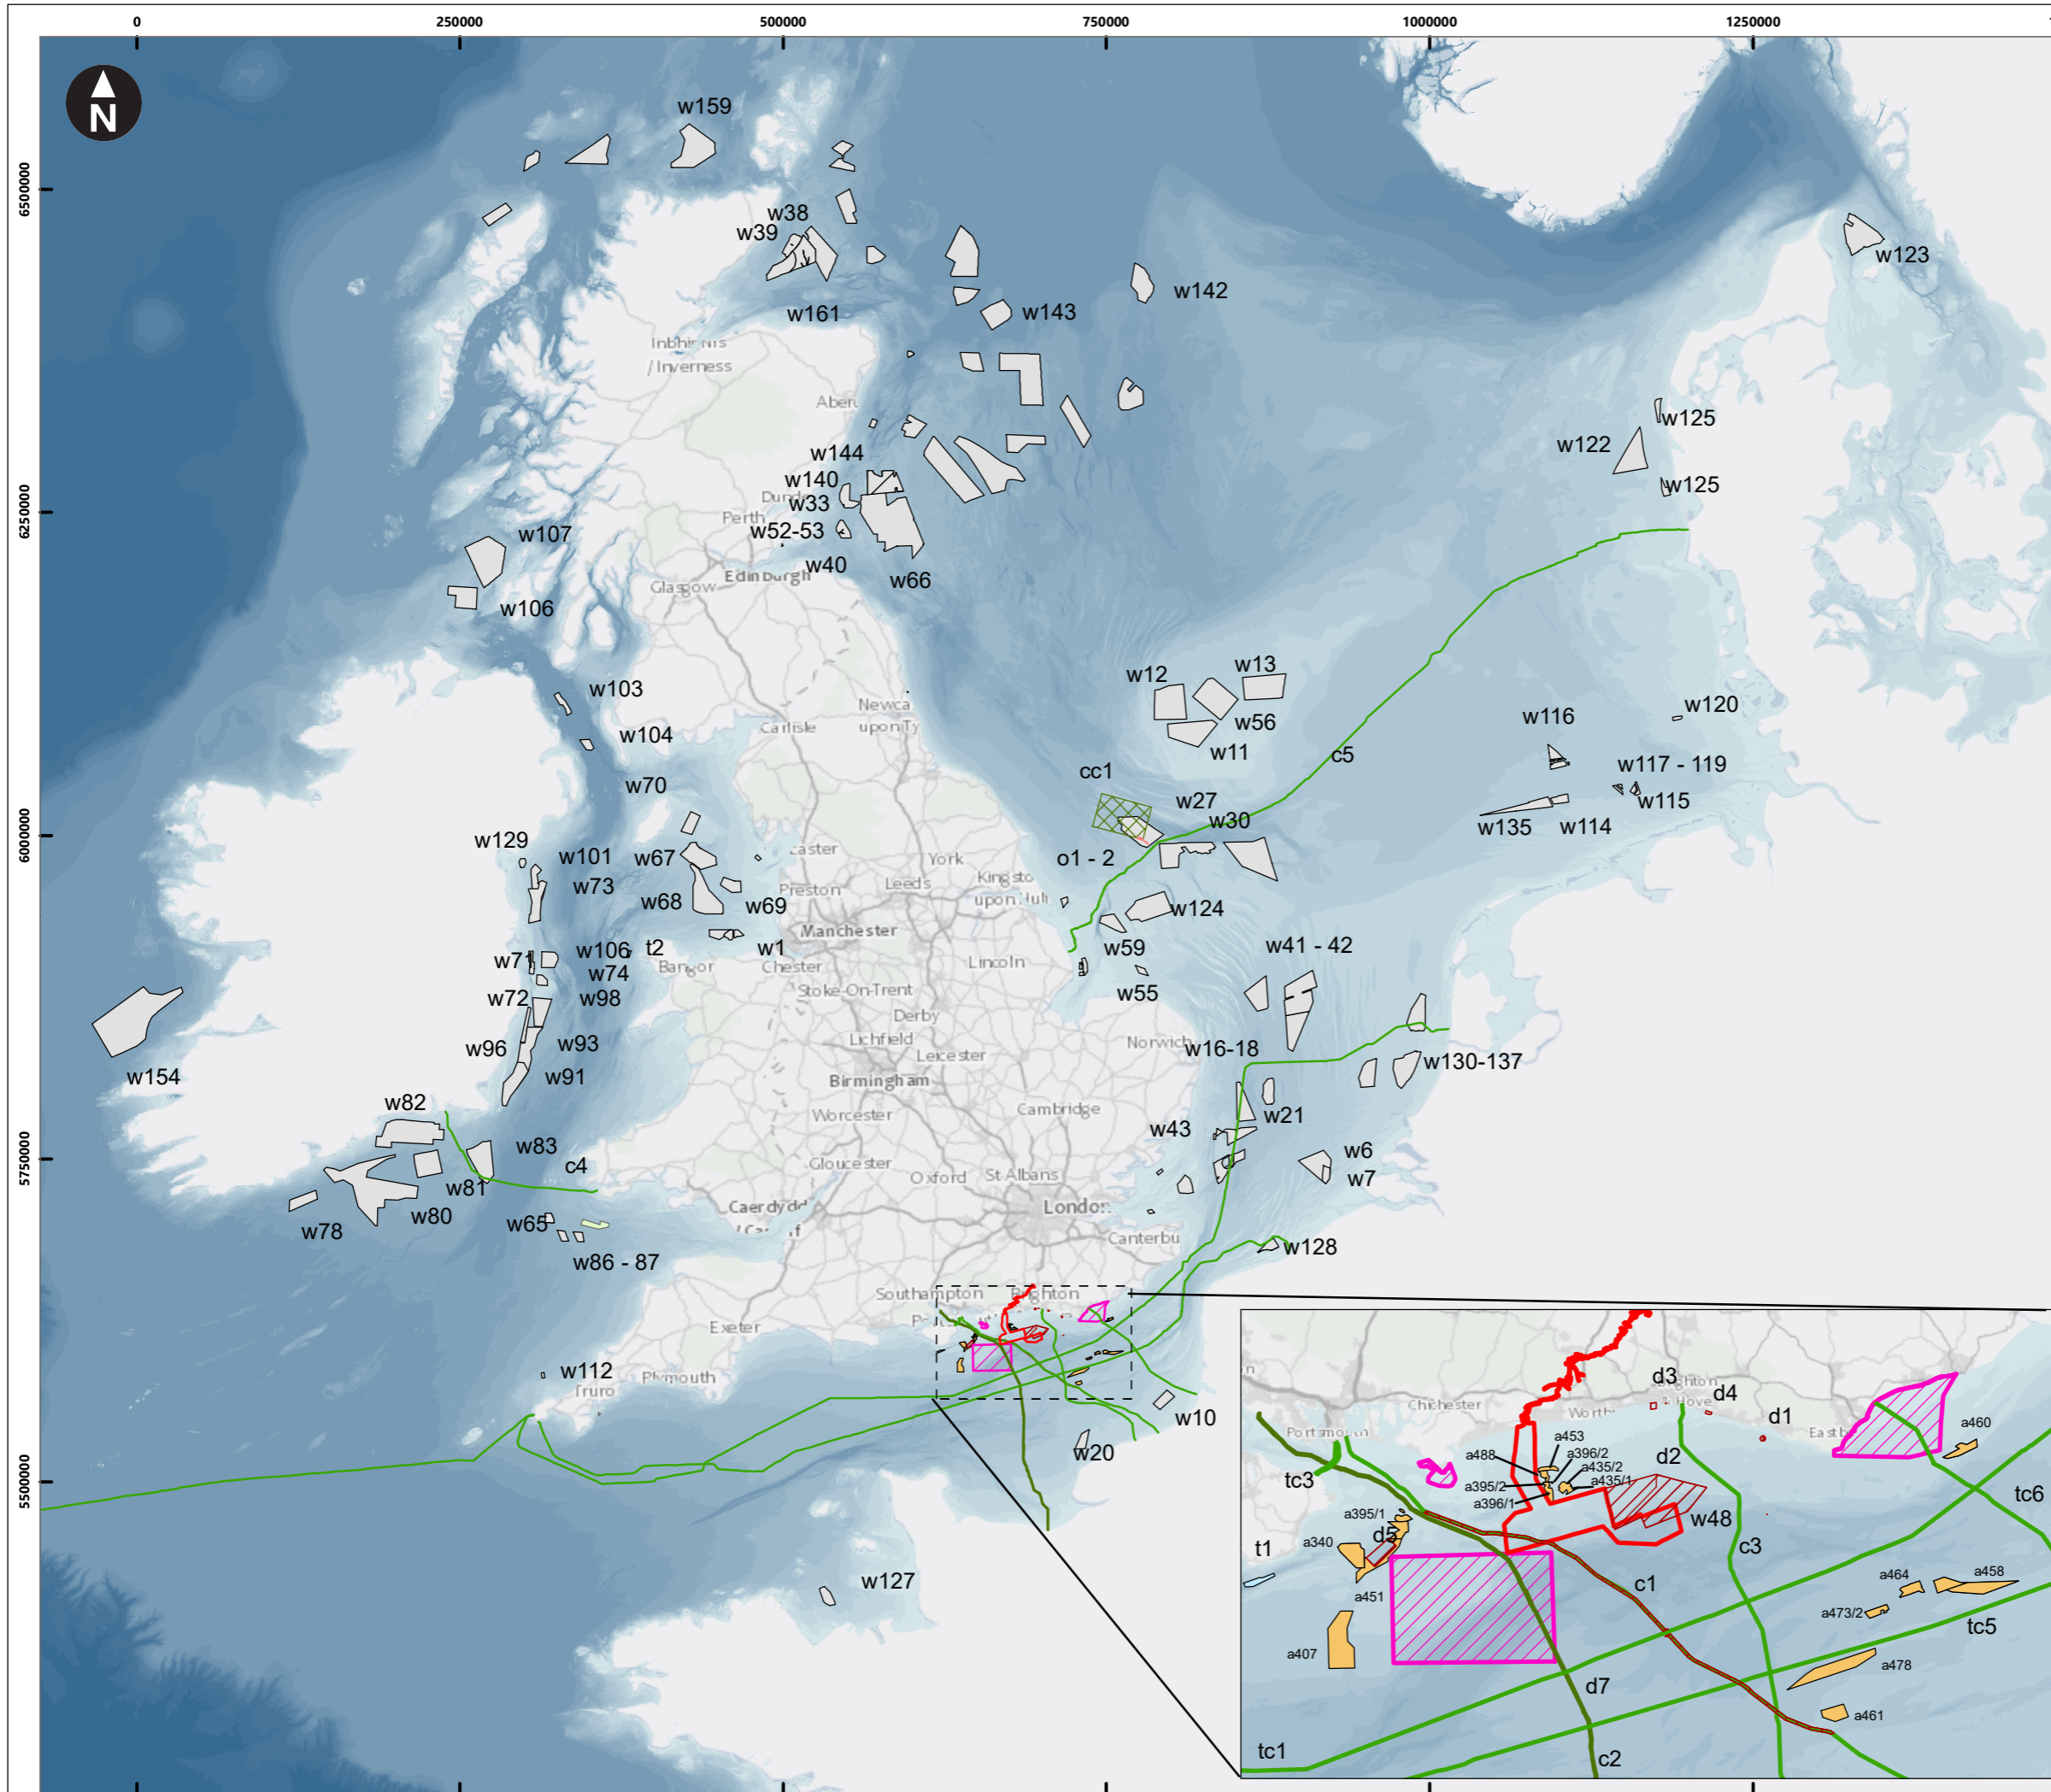 0
250000
500000
750000
1000000
1250000
N
w159
6500000
w38
w39
w161
w143
w142
w123
Inbhir Nis
/ Inverness
w125
w122
w125
w144
w140
w33
Perth
w52-53
6250000
w107
w40
Edinburgh
w66
Glasgow
w106
w103
w104
Carlisle
w12
w13
w56
w11
c5
w116
w120
w117 - 119
w115
w135
w114
cc1
w70
w27
w30
6000000
w129
w101
w67
w73
o1 - 2
York
Preston
Leeds
w68
w69
w124
Manchester
w106
t2
w1
w59
w41 - 42
w71
w74
Bangor
Chester
Lincoln
w72
w98
Stoke-On-Trent
w55
Derby
w96
w93
Lichfield
Leicester
Norwich
w16-18
w130-137
w154
w91
Birmingham
w82
Worcester
Cambridge
w21
w43
w83
c4
5750000
Gloucester
Oxford
St Albans
w6
w7
w81
w80
w78
w65
London
w86 - 87
w128
Southampton
Brighton
Exeter
w112
Truro
Plymouth
w10
w20
5500000
w127
d3
d4
Chichester
d1
a460
Portsmouth
a453
a488
a396/2
d2
a435/2
a435/1
tc3
a395/2
a396/1
tc6
a395/1
w48
d5
a340
t1
c3
a464
a458
c1
a451
a473/2
tc5
a407
a478
d7
a461
tc1
c2